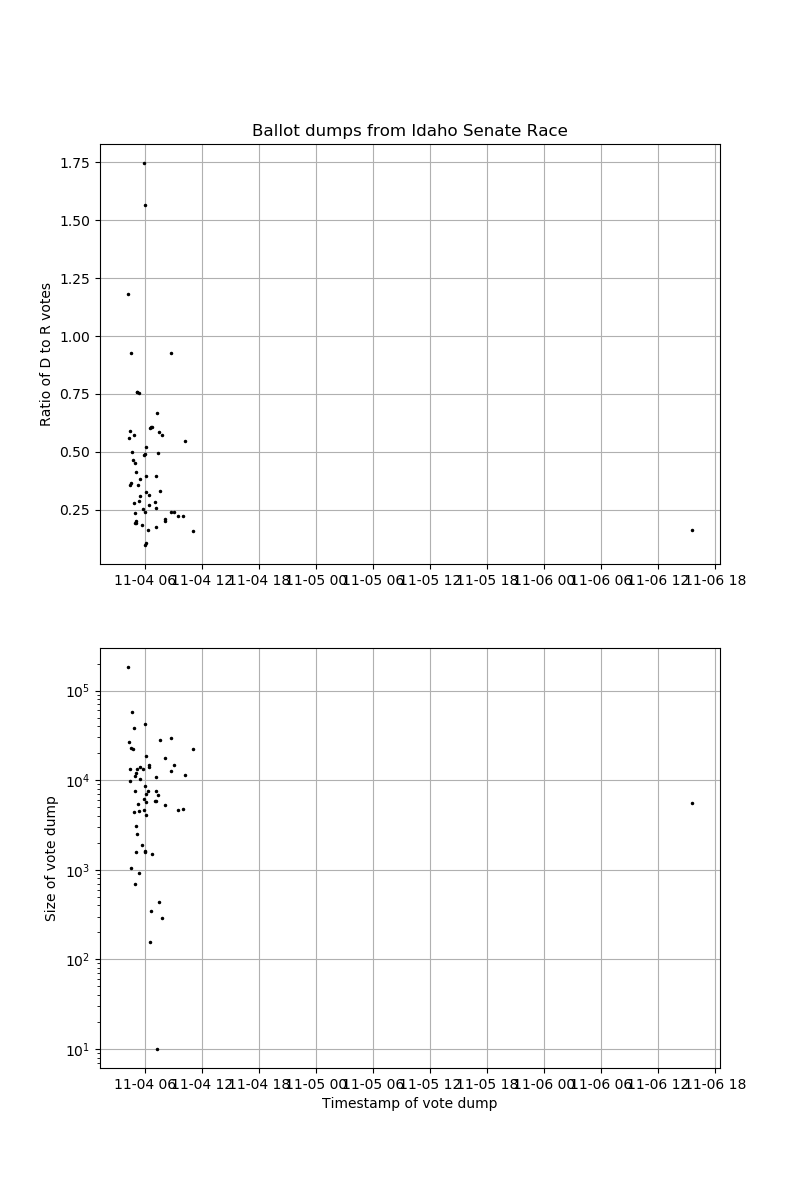 Ballot dumps from Idaho Senate Race
Ratio of D to R votes
1.75
1.50
1.25
1.00
0.75
0.50
0.25
11-04 06 11-04 12 11-04 18 11-05 00 11-05 06 11-05 12 11-05 18 11-06 00 11-06 06 11-06 12 11-06 18
Size of vote dump
10^5
10^4
10^3
10^2
10^1
11-04 06 11-04 12 11-04 18 11-05 00 11-05 06 11-05 12 11-05 18 11-06 00 11-06 06 11-06 12 11-06 18
Timestamp of vote dump